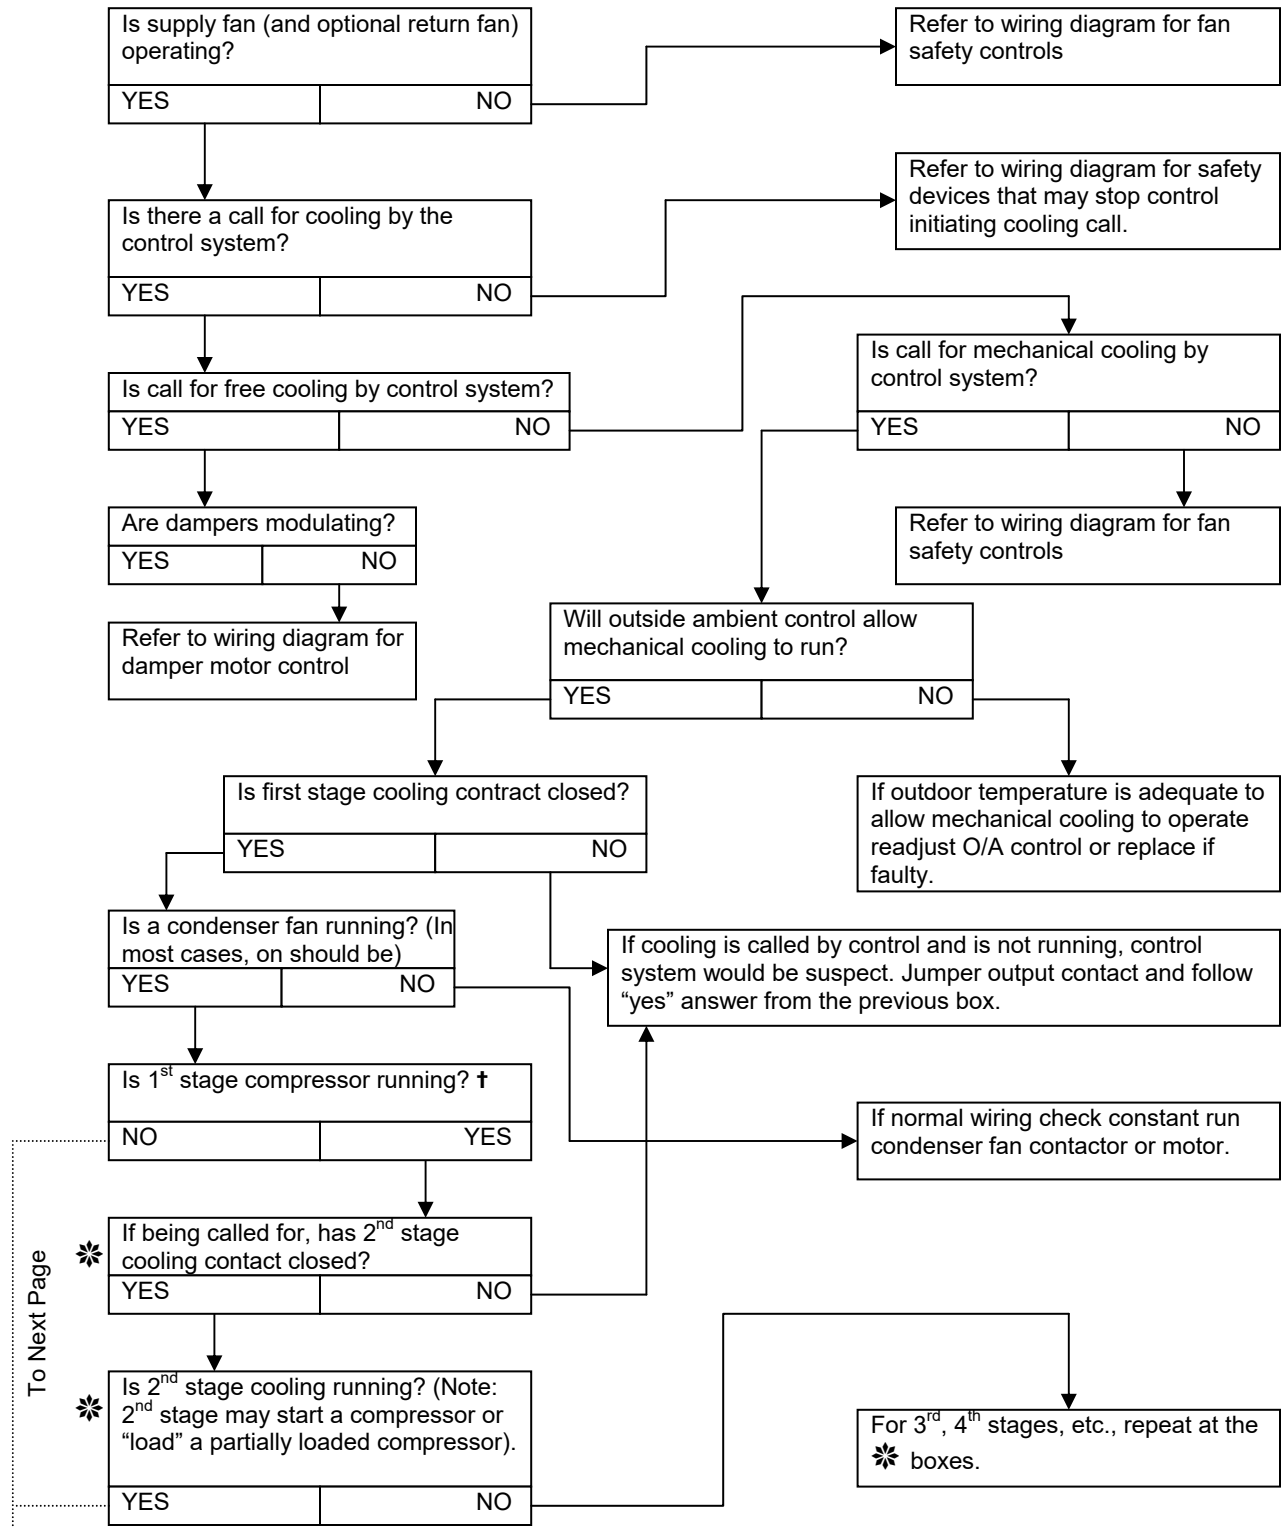 Is supply fan (and optional return fan)
operating?
YES NO
Refer to wiring diagram for fan
safety controls
Is there a call for cooling by the
control system?
YES NO
Refer to wiring diagram for safety
devices that may stop control
initiating cooling call.
Is call for free cooling by control system?
YES NO
Is call for mechanical cooling by
control system?
YES NO
Are dampers modulating?
YES NO
Refer to wiring diagram for fan
safety controls
Refer to wiring diagram for
damper motor control
Will outside ambient control allow
mechanical cooling to run?
YES NO
Is first stage cooling contract closed?
YES NO
If outdoor temperature is adequate to
allow mechanical cooling to operate
readjust O/A control or replace if
faulty.
Is a condenser fan running? (In
most cases, on should be)
YES NO
If cooling is called by control and is not running, control
system would be suspect. Jumper output contact and follow
“yes” answer from the previous box.
Is 1st stage compressor running? †
NO YES
If normal wiring check constant run
condenser fan contactor or motor.
To Next Page
❊ If being called for, has 2nd stage
cooling contact closed?
YES NO
❊ Is 2nd stage cooling running? (Note:
2nd stage may start a compressor or
“load” a partially loaded compressor).
YES NO
For 3rd, 4th stages, etc., repeat at the
❊ boxes.